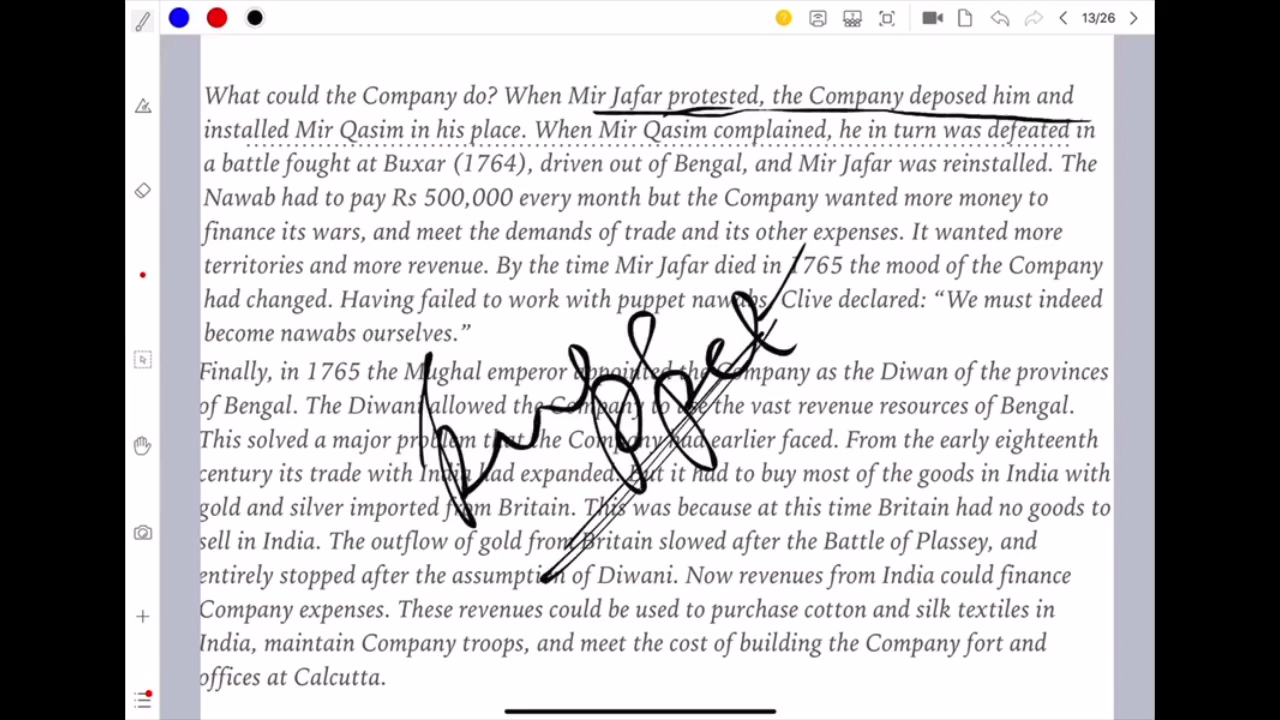 13/26
What could the Company do? When Mir Jafar protested, the Company deposed him and
installed Mir Qasim in his place. When Mir Qasim complained, he in turn was defeated in
a battle fought at Buxar (1764), driven out of Bengal, and Mir Jafar was reinstalled. The
Nawab had to pay Rs 500,000 every month but the Company wanted more money to
finance its wars, and meet the demands of trade and its other expenses. It wanted more
territories and more revenue. By the time Mir Jafar died in 1765 the mood of the Company
had changed. Having failed to work with puppet nawabs, Clive declared: “We must indeed
become nawabs ourselves.”
Finally, in 1765 the Mughal emperor appointed the Company as the Diwan of the provinces
of Bengal. The Diwani allowed the Company to use the vast revenue resources of Bengal.
This solved a major problem that the Company had earlier faced. From the early eighteenth
century its trade with India had expanded. But it had to buy most of the goods in India with
gold and silver imported from Britain. This was because at this time Britain had no goods to
sell in India. The outflow of gold from Britain slowed after the Battle of Plassey, and
entirely stopped after the assumption of Diwani. Now revenues from India could finance
Company expenses. These revenues could be used to purchase cotton and silk textiles in
India, maintain Company troops, and meet the cost of building the Company fort and
offices at Calcutta.